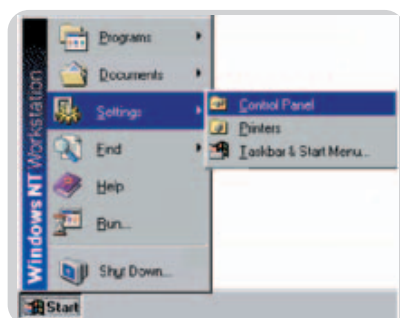 Windows NT Workstation
Programs
Documents
Settings
Control Panel
Printers
Taskbar & Start Menu...
Find
Help
Run...
Shut Down...
Start